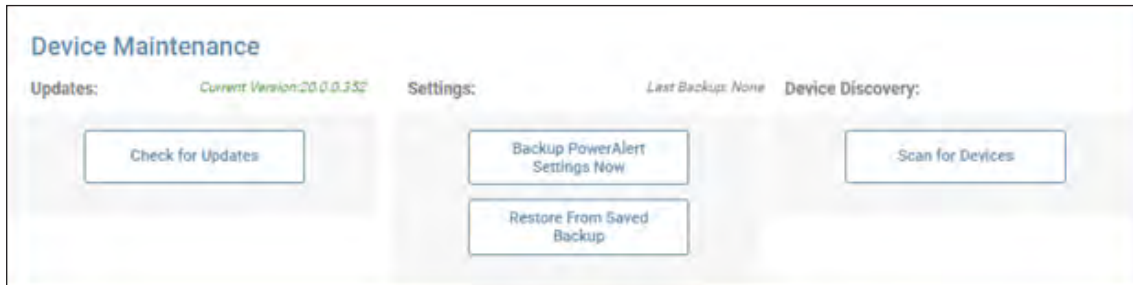 Device Maintenance
Updates: Current Version:20.0.0.352 Settings: Last Backup: None Device Discovery:
Check for Updates
Backup PowerAlert
Settings Now
Scan for Devices
Restore From Saved
Backup